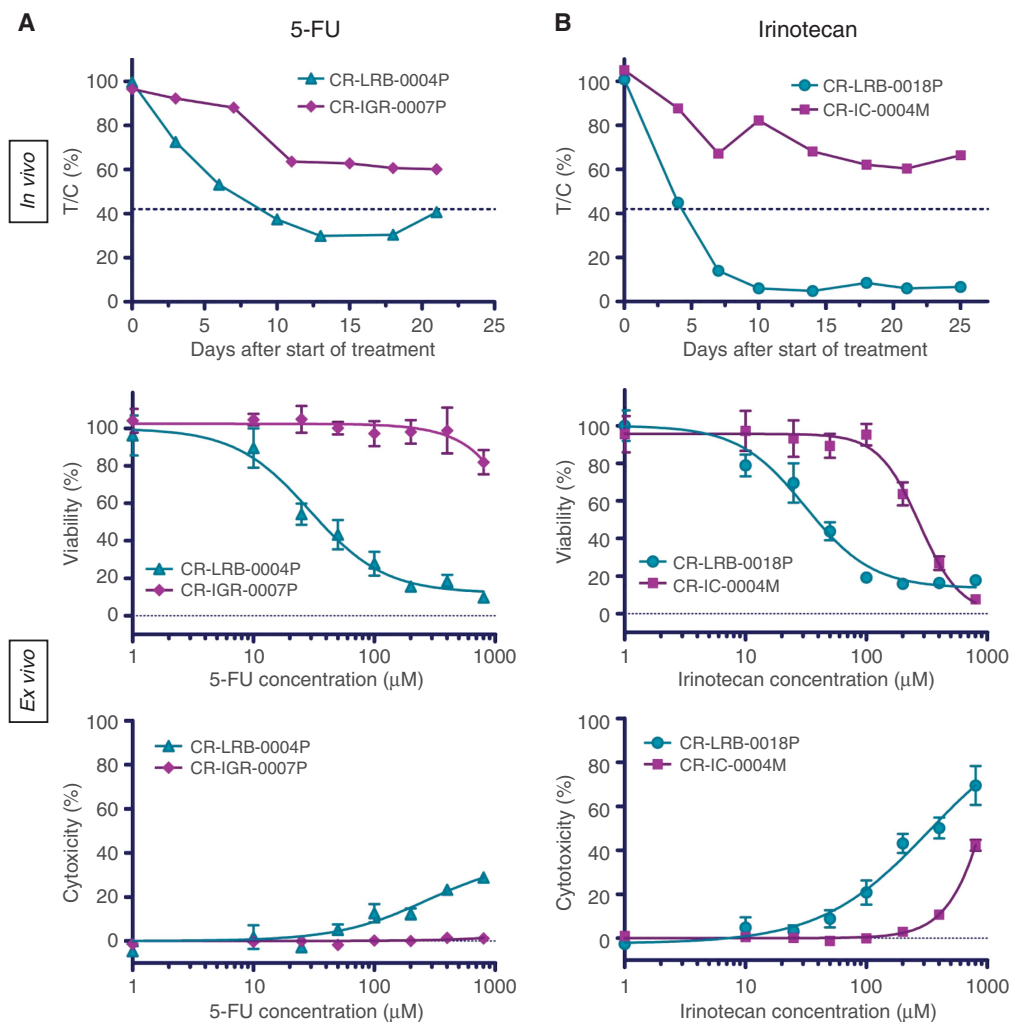 A
5-FU
B
Irinotecan
In vivo
T/C (%)
100
80
60
40
20
0
CR-LRB-0004P
CR-IGR-0007P
0 5 10 15 20 25
Days after start of treatment
T/C (%)
100
80
60
40
20
0
CR-LRB-0018P
CR-IC-0004M
0 5 10 15 20 25
Days after start of treatment
Ex vivo
Viability (%)
100
80
60
40
20
0
CR-LRB-0004P
CR-IGR-0007P
1 10 100 1000
5-FU concentration (μM)
Viability (%)
100
80
60
40
20
0
CR-LRB-0018P
CR-IC-0004M
1 10 100 1000
Irinotecan concentration (μM)
Cytoxicity (%)
100
80
60
40
20
0
CR-LRB-0004P
CR-IGR-0007P
1 10 100 1000
5-FU concentration (μM)
Cytotoxicity (%)
100
80
60
40
20
0
CR-LRB-0018P
CR-IC-0004M
1 10 100 1000
Irinotecan concentration (μM)